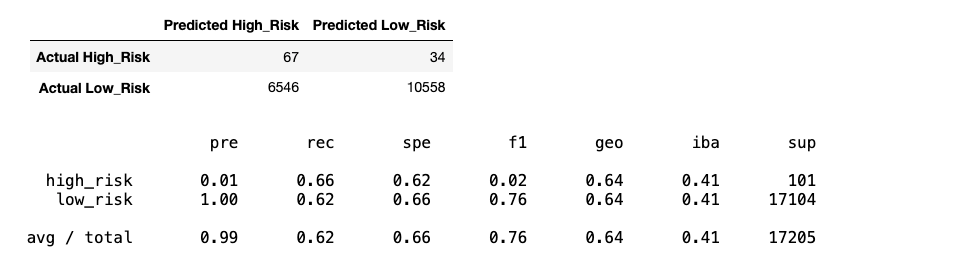 Predicted High_Risk Predicted Low_Risk
Actual High_Risk 67 34
Actual Low_Risk 6546 10558
pre rec spe f1 geo iba sup
high_risk 0.01 0.66 0.62 0.02 0.64 0.41 101
low_risk 1.00 0.62 0.66 0.76 0.64 0.41 17104
avg / total 0.99 0.62 0.66 0.76 0.64 0.41 17205